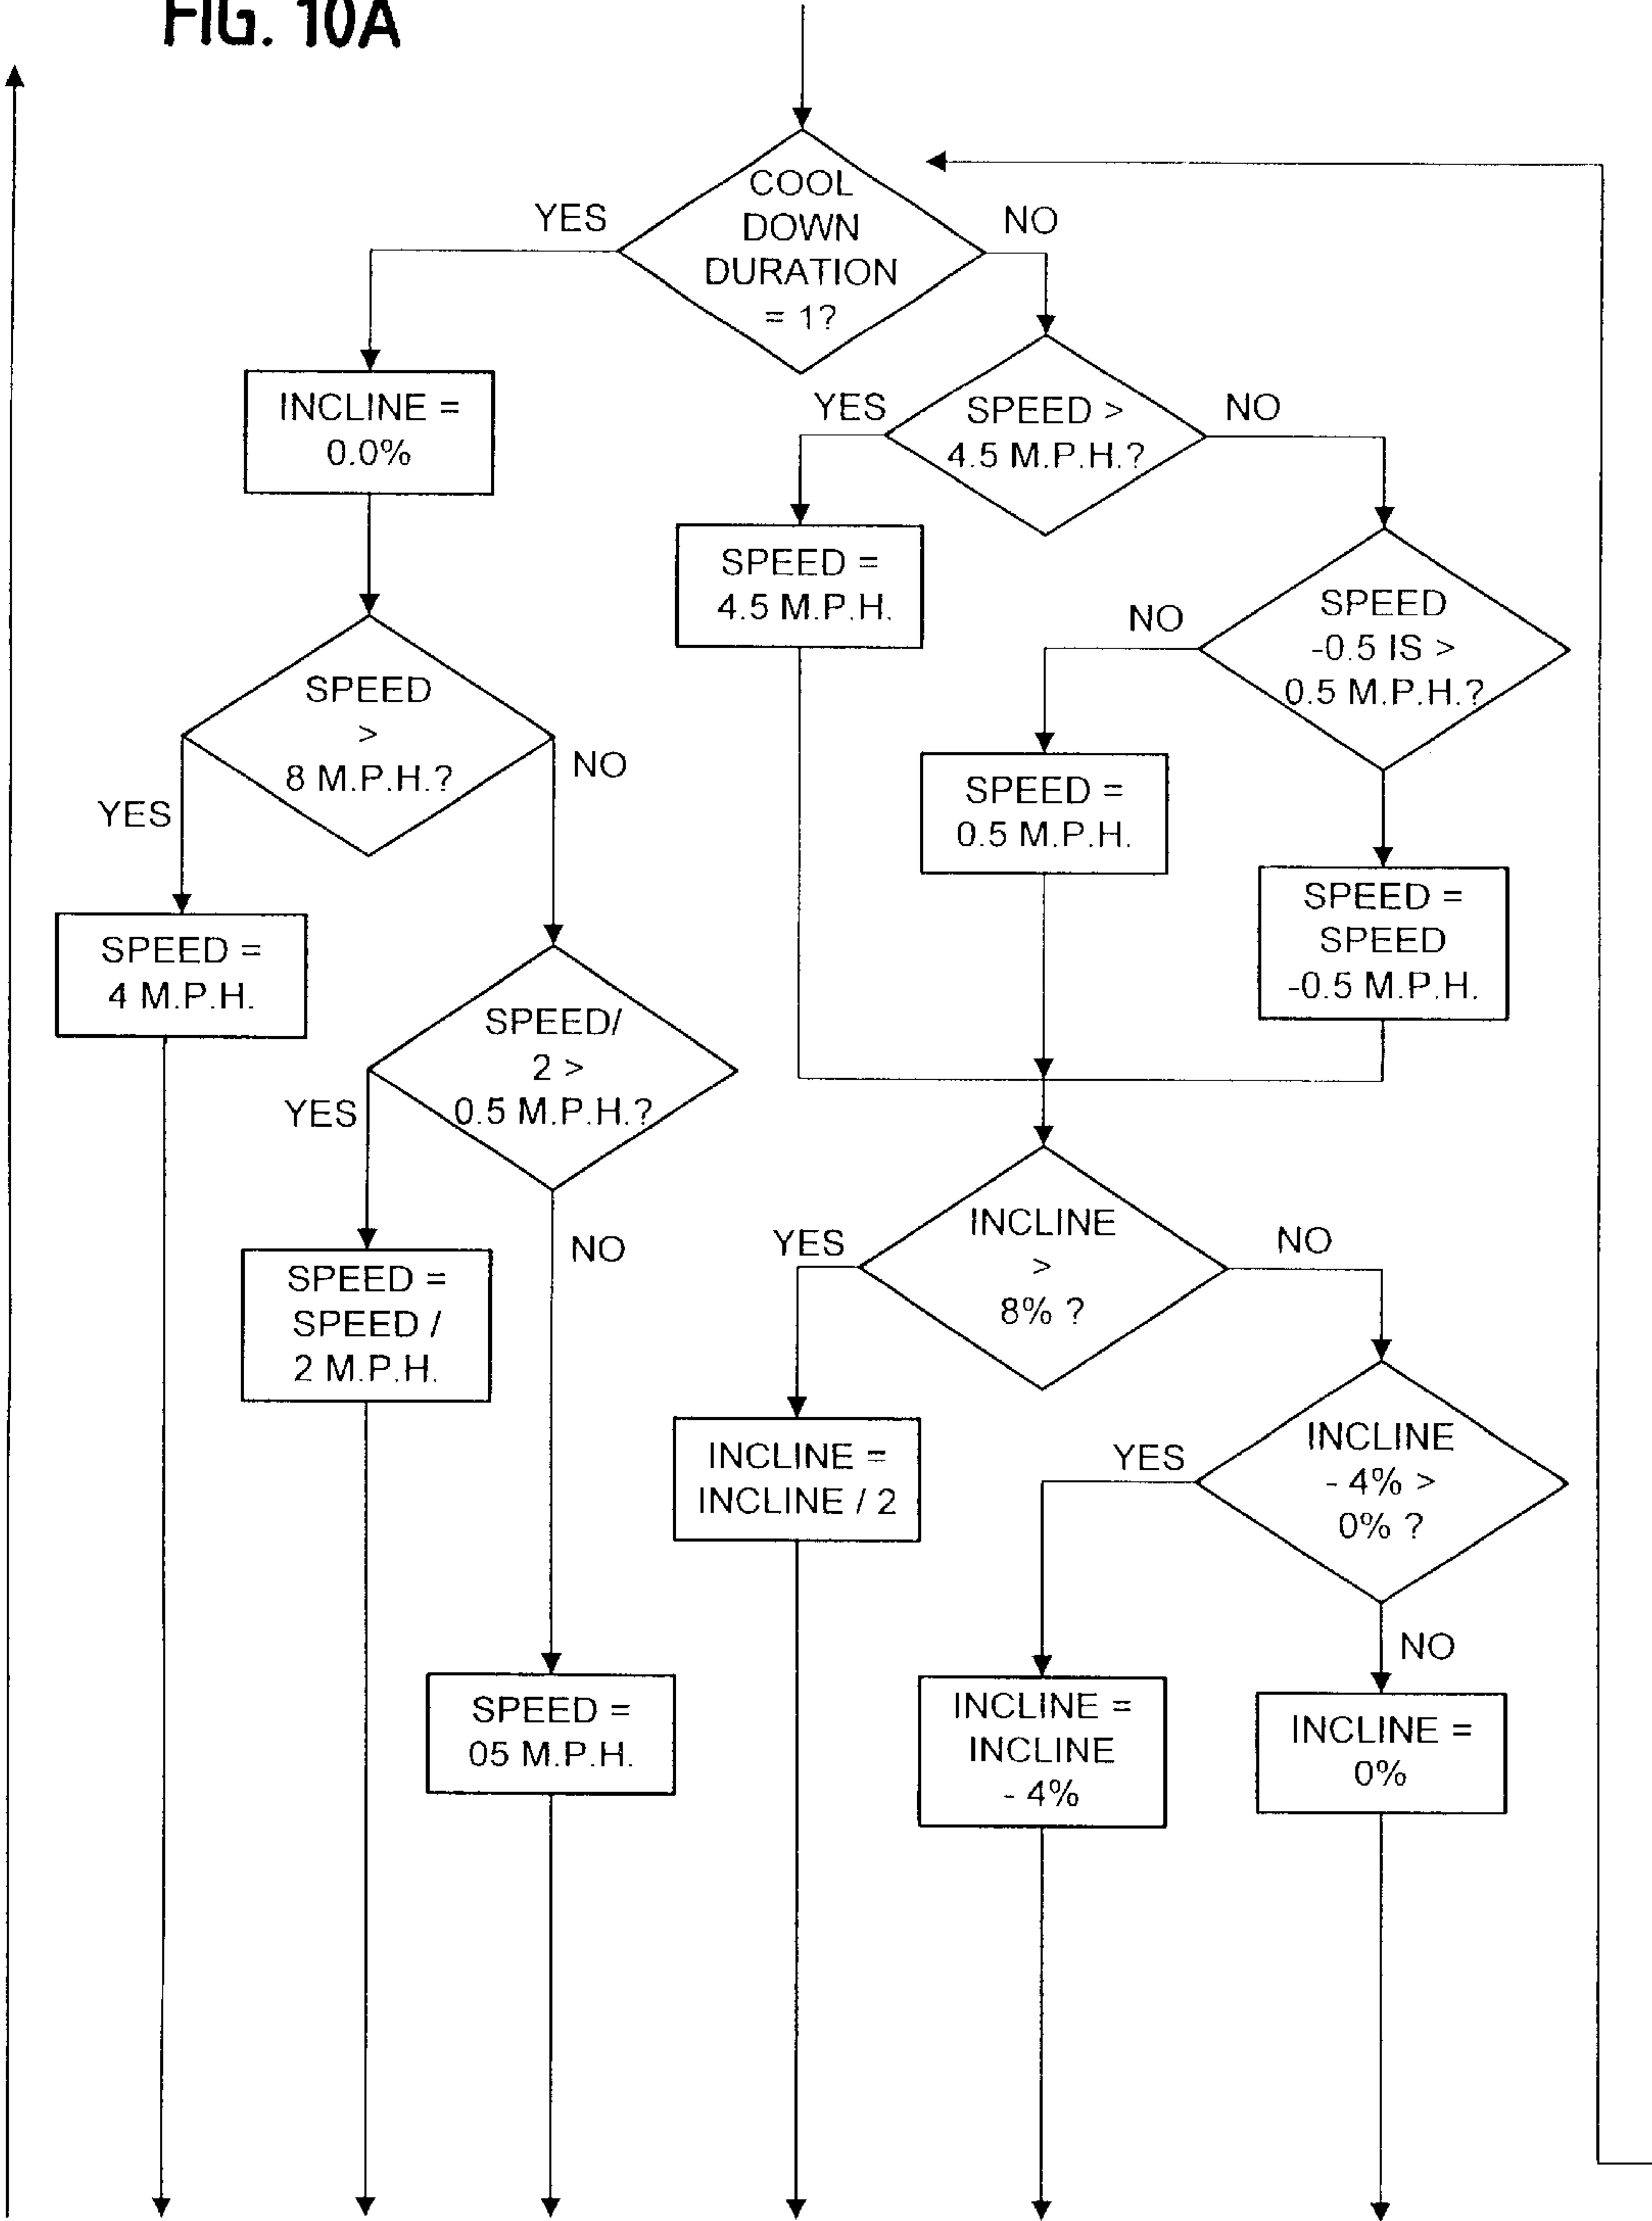 FIG. 10A
COOL
DOWN
DURATION
= 1?
YES
NO
INCLINE =
0.0%
SPEED >
4.5 M.P.H.?
YES
NO
SPEED =
4.5 M.P.H.
SPEED
-0.5 IS >
0.5 M.P.H.?
NO
SPEED
>
8 M.P.H.?
YES
NO
SPEED =
0.5 M.P.H.
SPEED =
SPEED
-0.5 M.P.H.
SPEED =
4 M.P.H.
SPEED/
2 >
0.5 M.P.H.?
YES
NO
INCLINE
>
8% ?
YES
NO
SPEED =
SPEED /
2 M.P.H.
INCLINE =
INCLINE / 2
INCLINE
- 4% >
0% ?
YES
NO
SPEED =
05 M.P.H.
INCLINE =
INCLINE
- 4%
INCLINE =
0%